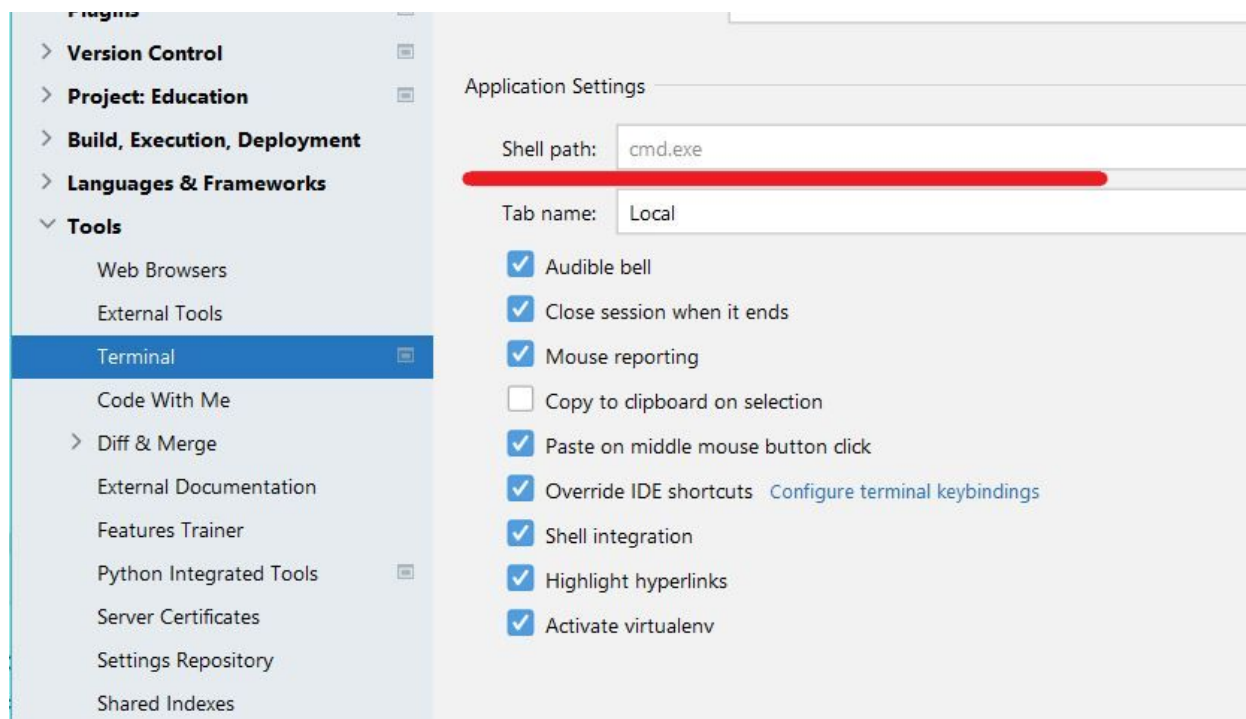 Plugins
Version Control
Project: Education
Build, Execution, Deployment
Languages & Frameworks
Tools
Web Browsers
External Tools
Terminal
Code With Me
Diff & Merge
External Documentation
Features Trainer
Python Integrated Tools
Server Certificates
Settings Repository
Shared Indexes
Application Settings
Shell path: cmd.exe
Tab name: Local
Audible bell
Close session when it ends
Mouse reporting
Copy to clipboard on selection
Paste on middle mouse button click
Override IDE shortcuts Configure terminal keybindings
Shell integration
Highlight hyperlinks
Activate virtualenv